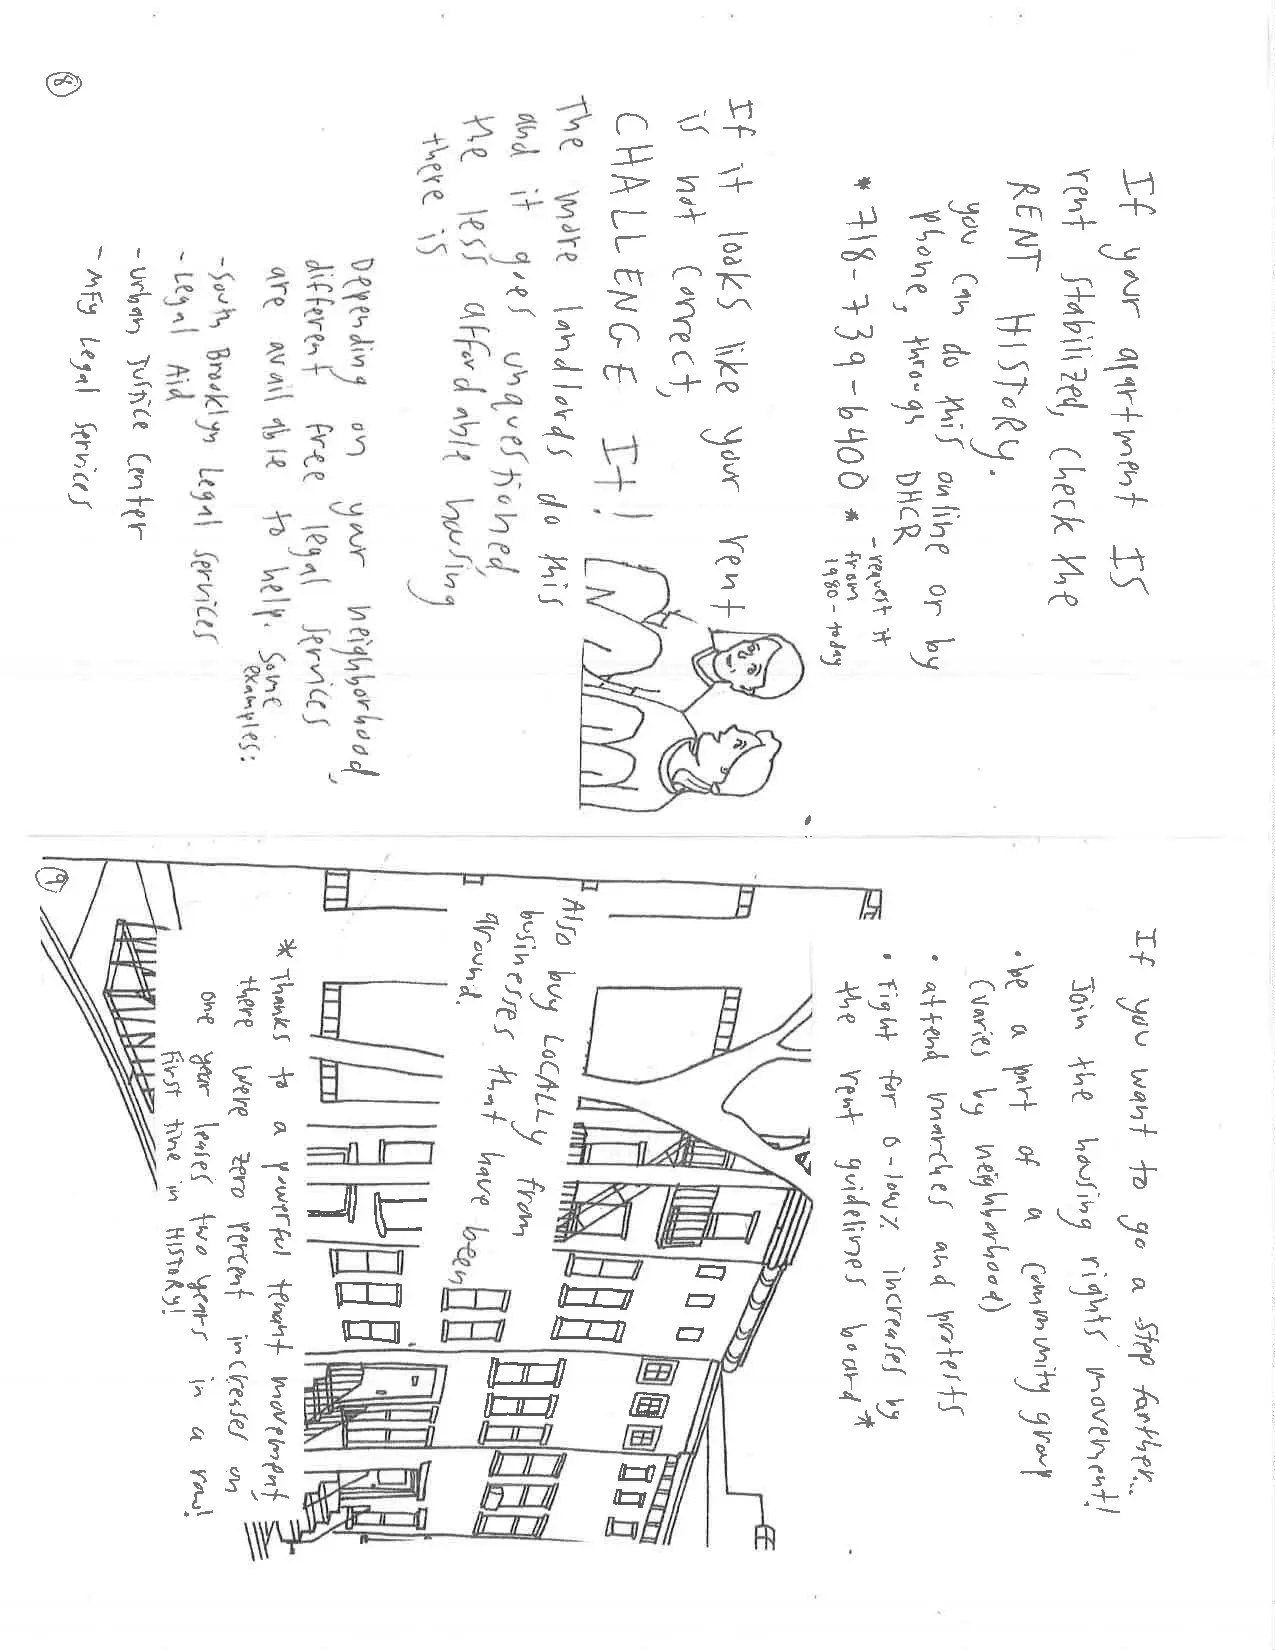 If your apartment IS
rent stabilized, check the
RENT HISTORY.
you can do this online or by
phone, through DHCR
* 718-739-6400 * - request it
from
1980-today
If it looks like your rent
is not correct,
CHALLENGE It!
The more landlords do this
and it goes unquestioned,
the less affordable housing
there is
Depending on your neighborhood,
different free legal services
are available to help. Some
examples:
- South Brooklyn Legal Services
- Legal Aid
- Urban Justice Center
- MFY Legal Services
8
If you want to go a step further...
Join the housing rights movement!
• be a part of a community group
(varies by neighborhood)
• attend marches and protests
• Fight for 0-low% increases by
the rent guidelines board *
Also buy LOCALLY from
businesses that have been
around.
* Thanks to a powerful tenant movement,
there were zero percent increases on
one year leases two years in a row!
First time in HISTORY!
9